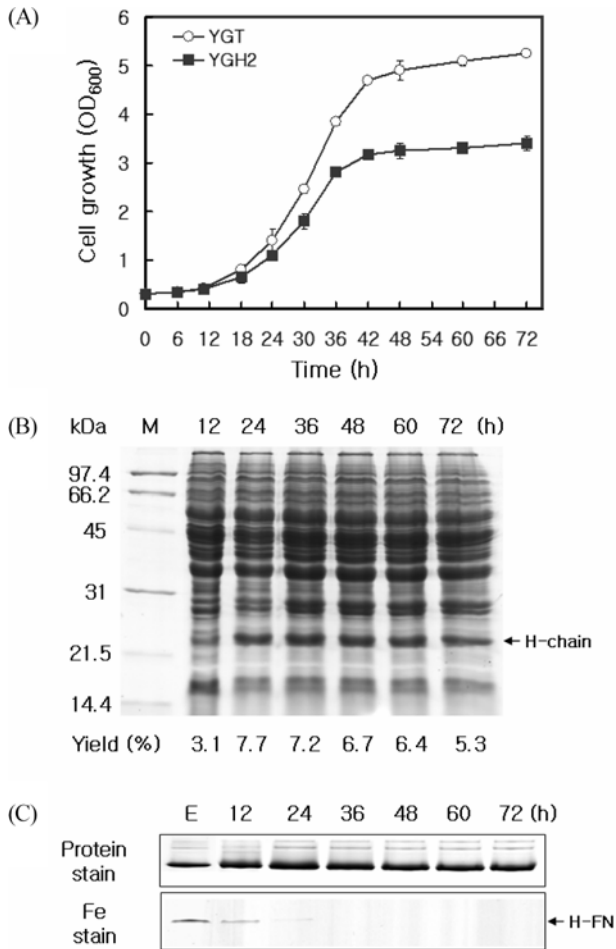 (A)
6
5
4
3
2
1
0
Cell growth (OD600)
YGT
YGH2
0 6 12 18 24 30 36 42 48 54 60 66 72
Time (h)
(B) kDa M 12 24 36 48 60 72 (h)
97.4
66.2
45
31
21.5
14.4
← H-chain
Yield (%) 3.1 7.7 7.2 6.7 6.4 5.3
(C) E 12 24 36 48 60 72 (h)
Protein
stain
Fe
stain
← H-FN